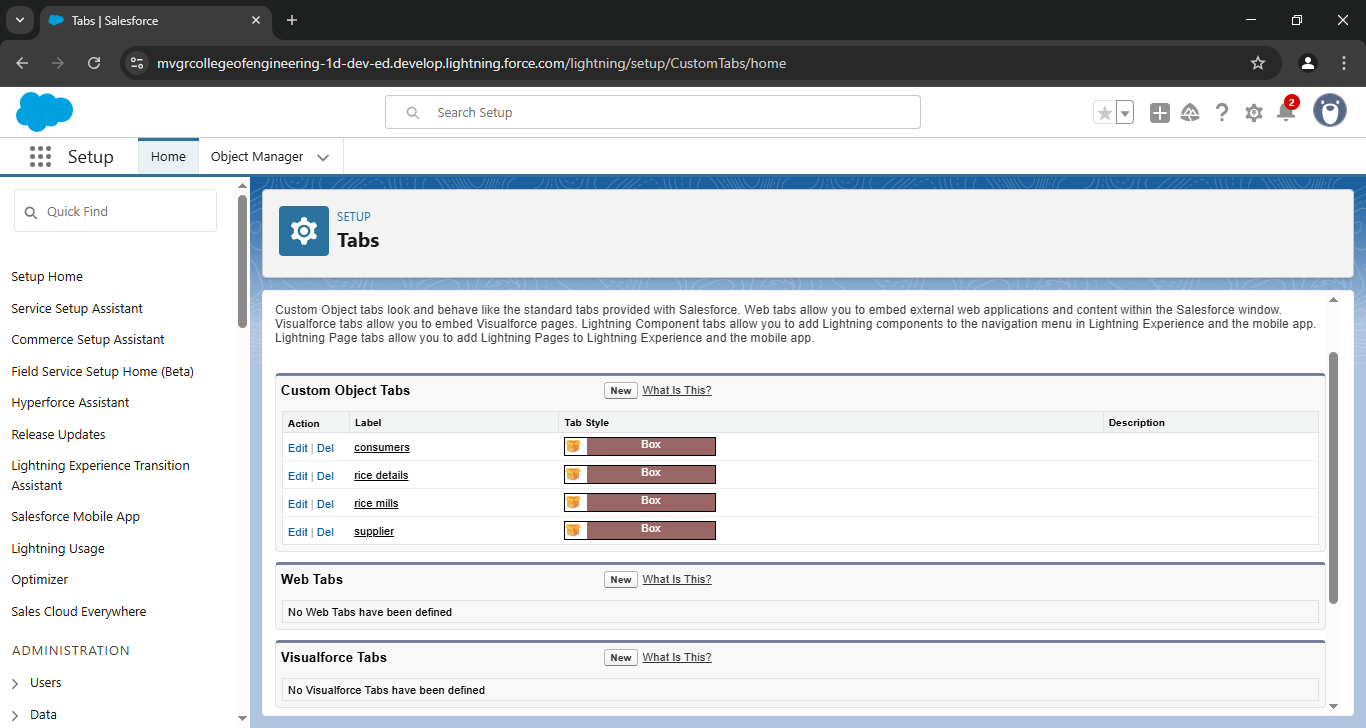 Tabs | Salesforce
mvgrcollegeofengineering-1d-dev-ed.develop.lightning.force.com/lightning/setup/CustomTabs/home
Search Setup
2
Setup
Home
Object Manager
Quick Find
Setup Home
Service Setup Assistant
Commerce Setup Assistant
Field Service Setup Home (Beta)
Hyperforce Assistant
Release Updates
Lightning Experience Transition
Assistant
Salesforce Mobile App
Lightning Usage
Optimizer
Sales Cloud Everywhere
ADMINISTRATION
Users
Data
SETUP
Tabs
Custom Object tabs look and behave like the standard tabs provided with Salesforce. Web tabs allow you to embed external web applications and content within the Salesforce window.
Visualforce tabs allow you to embed Visualforce pages. Lightning Component tabs allow you to add Lightning components to the navigation menu in Lightning Experience and the mobile app.
Lightning Page tabs allow you to add Lightning Pages to Lightning Experience and the mobile app.
Custom Object Tabs New What Is This?
Action Label Tab Style Description
Edit | Del consumers Box
Edit | Del rice details Box
Edit | Del rice mills Box
Edit | Del supplier Box
Web Tabs New What Is This?
No Web Tabs have been defined
Visualforce Tabs New What Is This?
No Visualforce Tabs have been defined